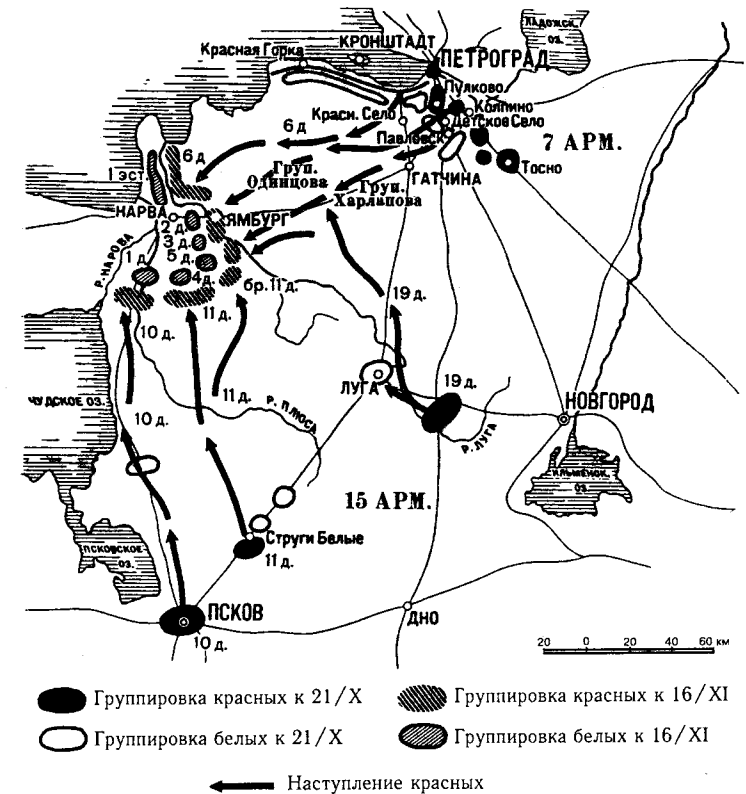 ЛАДОЖСК.
ОЗ.
КРОНШТАДТ
Красная Горка
ПЕТРОГРАД
Пулково
Колпино
Красн. Село
Детское Село
Павловск
7 АРМ.
6 д
6 д.
Груп.
Одинцова
Груп.
Харлапова
ГАТЧИНА
Тосно
1 эст.
НАРВА
ЯМБУРГ
2 д.
3 д.
5 д.
1 д.
4 д.
Р. НАРОВА
бр. 11 д.
11 д.
10 д.
19 д.
ЛУГА
19 д.
НОВГОРОД
ЧУДСКОЕ ОЗ.
10 д.
11 д.
Р. ПЛЮСА
Р. ЛУГА
ИЛЬМЕНСК.
ОЗ.
15 АРМ.
ПСКОВСКОЕ
ОЗ.
Струги Белые
11 д.
ПСКОВ
10 д.
ДНО
20 0 20 40 60 КМ
Группировка красных к 21/X
Группировка красных к 16/XI
Группировка белых к 21/X
Группировка белых к 16/XI
Наступление красных